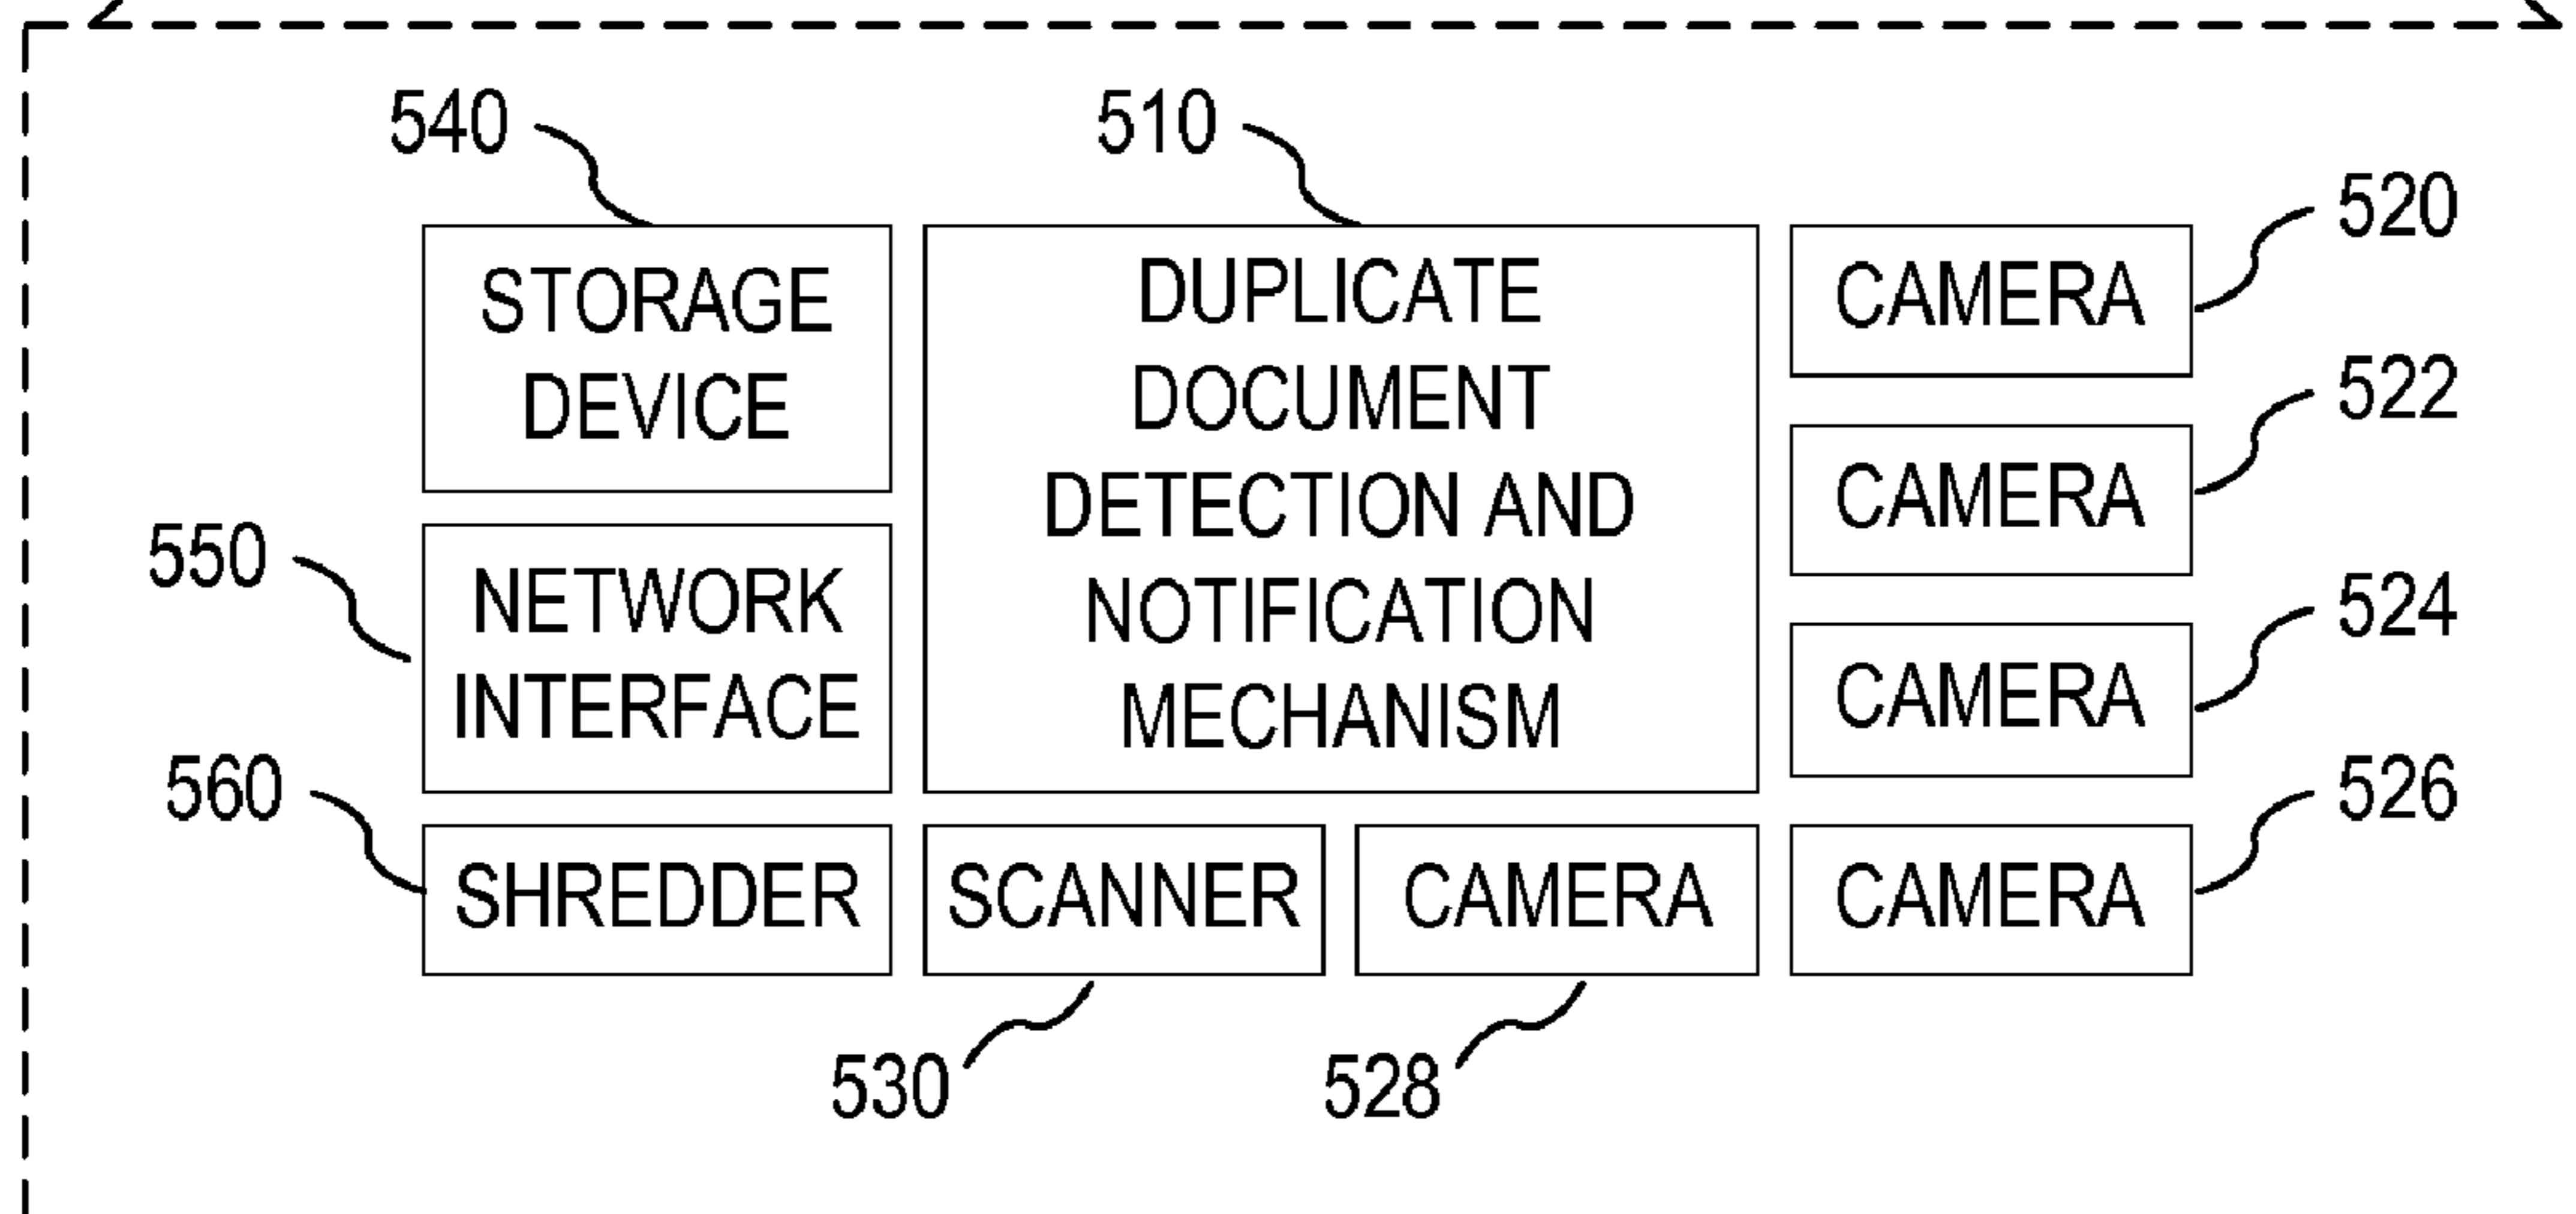 540
510
520
STORAGE
DEVICE
DUPLICATE
DOCUMENT
DETECTION AND
NOTIFICATION
MECHANISM
CAMERA
522
CAMERA
550
NETWORK
INTERFACE
524
CAMERA
560
SHREDDER
SCANNER
CAMERA
CAMERA
526
530
528